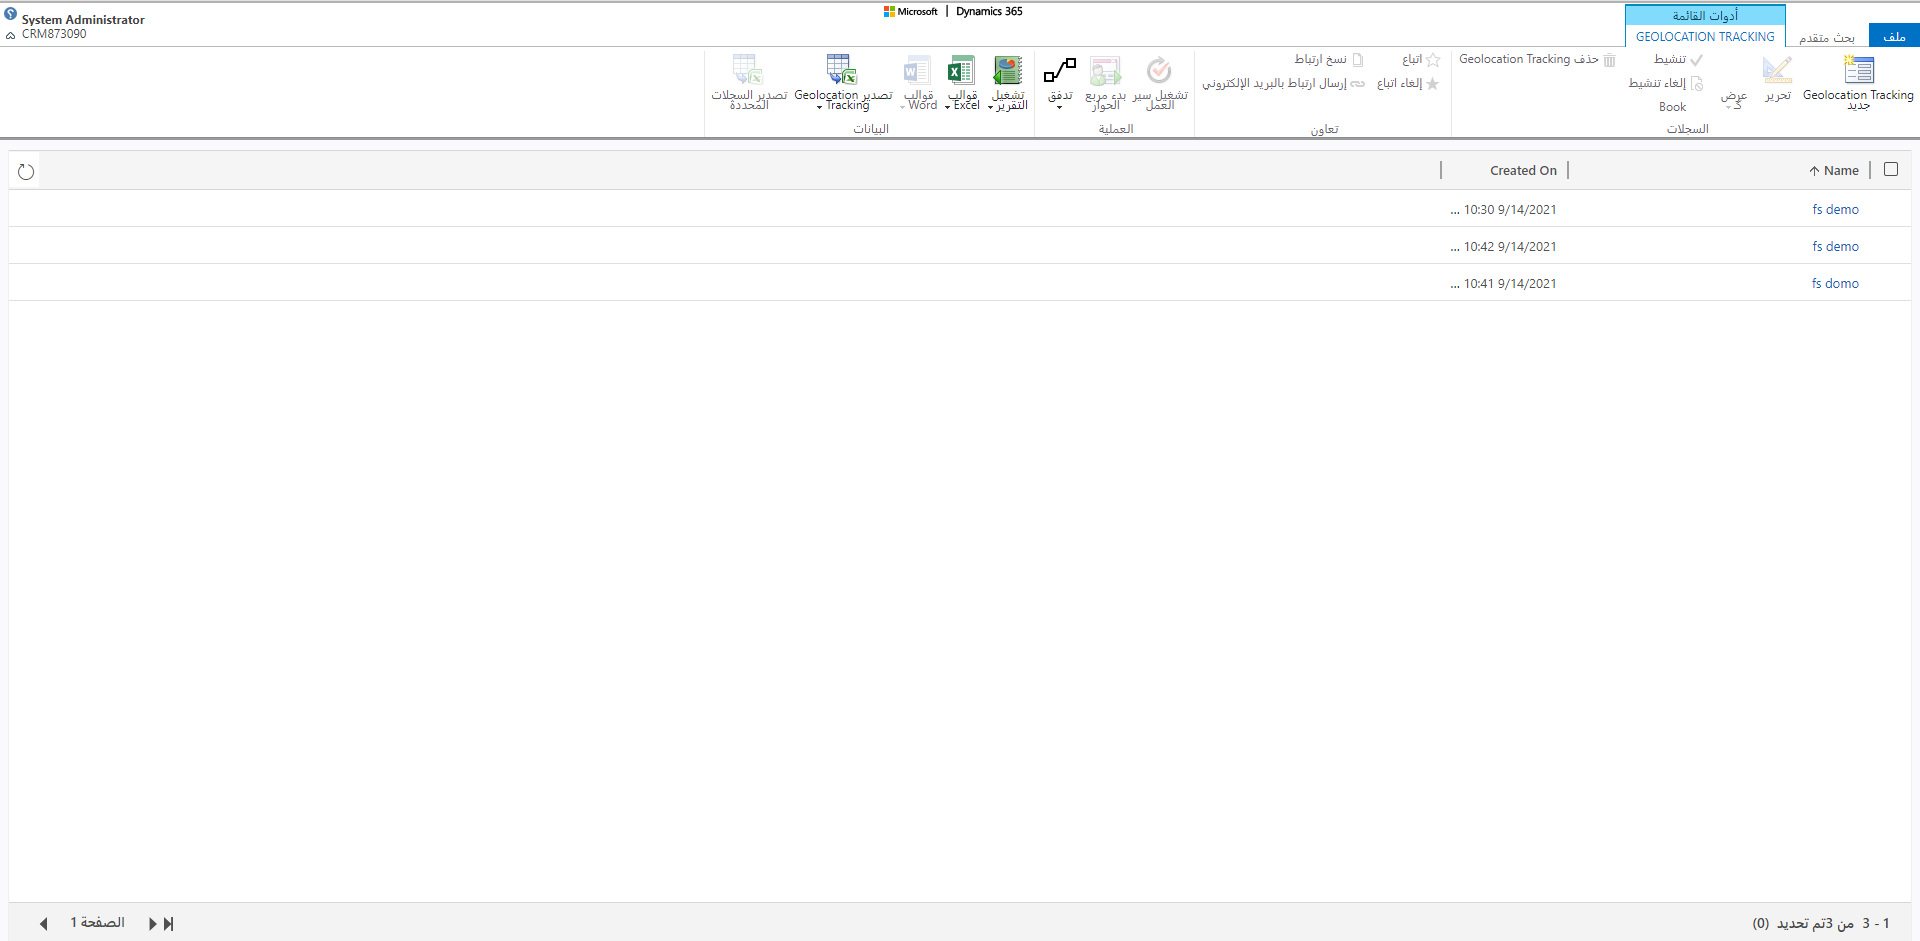 System Administrator
CRM873090
Microsoft | Dynamics 365
أدوات القائمة
ملف
بحث متقدم
GEOLOCATION TRACKING
Geolocation Tracking
جديد
تحرير
عرض
كـ
تنشيط
إلغاء تنشيط
Book
حذف Geolocation Tracking
السجلات
اتباع
إلغاء اتباع
نسخ ارتباط
إرسال ارتباط بالبريد الإلكتروني
تعاون
تشغيل سير
العمل
بدء مربع
الحوار
تدفق
العملية
تشغيل
التقرير
قوالب
Excel
قوالب
Word
تصدير Geolocation
Tracking
تصدير السجلات
المحددة
البيانات
Name
Created On
fs demo
10:30 9/14/2021 ...
fs demo
10:42 9/14/2021 ...
fs domo
10:41 9/14/2021 ...
1 - 3 من 3تم تحديد (0)
الصفحة 1